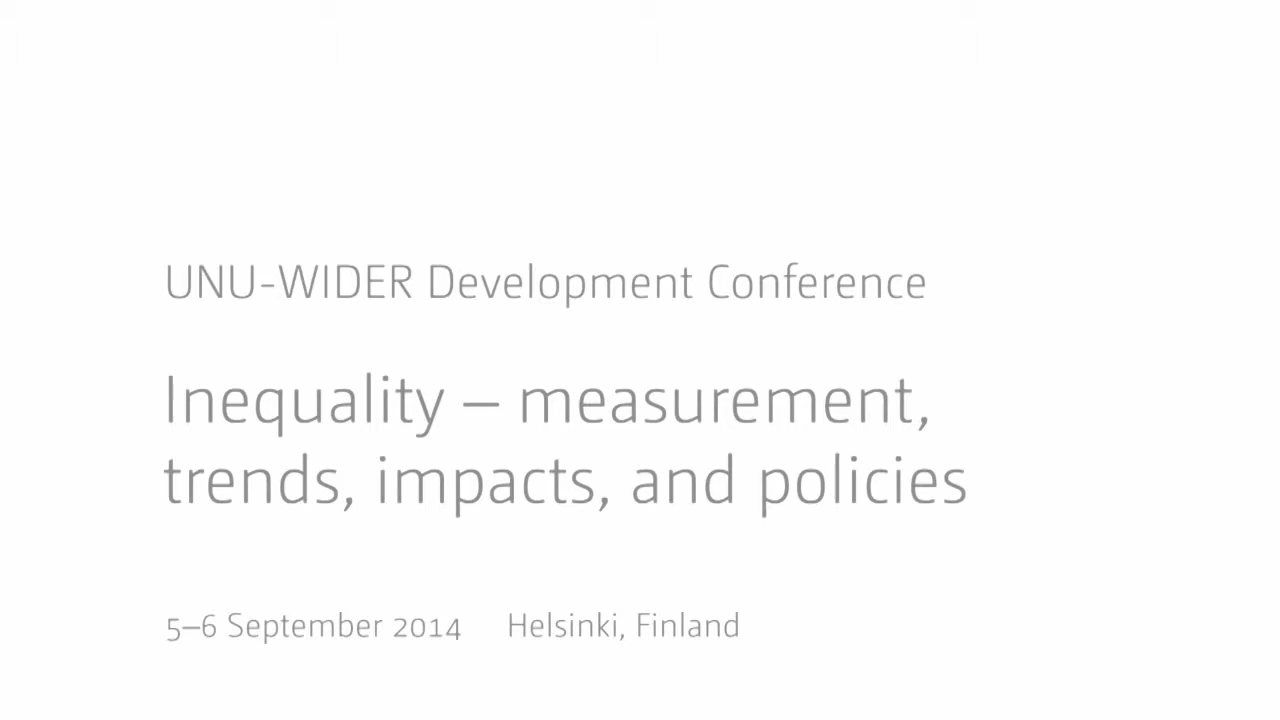 UNU-WIDER Development Conference
Inequality – measurement,
trends, impacts, and policies
5–6 September 2014 Helsinki, Finland